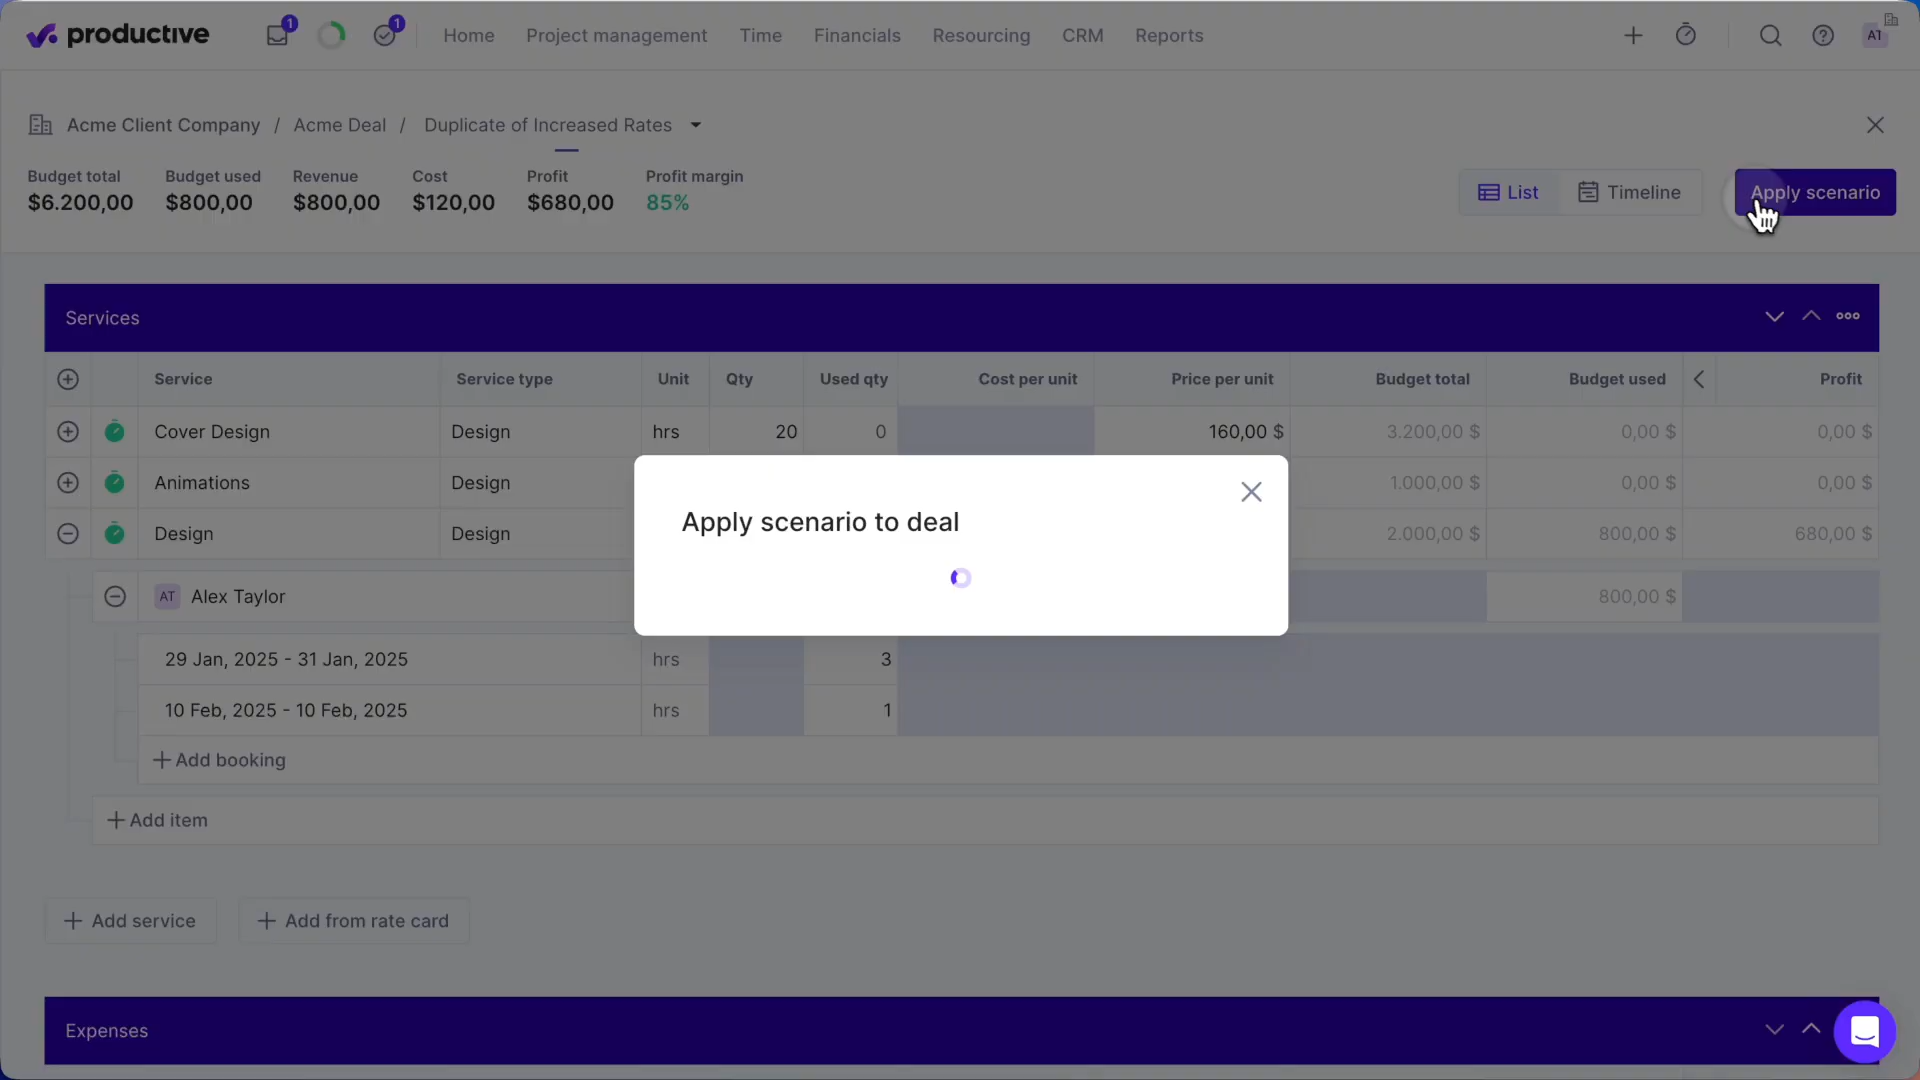 productive
1
1
Home
Project management
Time
Financials
Resourcing
CRM
Reports
AT
Acme Client Company / Acme Deal / Duplicate of Increased Rates
Budget total
$6.200,00
Budget used
$800,00
Revenue
$800,00
Cost
$120,00
Profit
$680,00
Profit margin
85%
List
Timeline
Apply scenario
Services
Service Service type Unit Qty Used qty Cost per unit Price per unit Budget total Budget used Profit
Cover Design Design hrs 20 0 160,00 $ 3.200,00 $ 0,00 $ 0,00 $
Animations Design 1.000,00 $ 0,00 $ 0,00 $
Design Design 2.000,00 $ 800,00 $ 680,00 $
Apply scenario to deal
AT Alex Taylor 800,00 $
29 Jan, 2025 - 31 Jan, 2025 hrs 3
10 Feb, 2025 - 10 Feb, 2025 hrs 1
Add booking
Add item
Add service
Add from rate card
Expenses